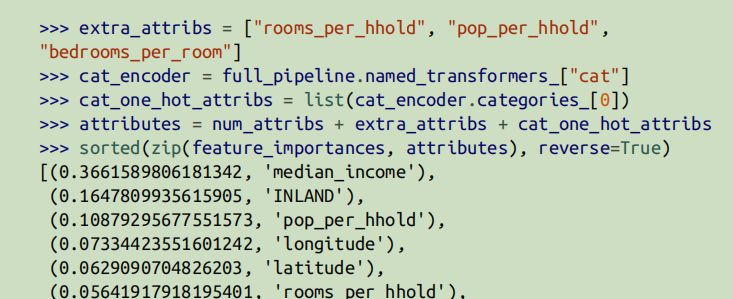 >>> extra_attribs = ["rooms_per_hhold", "pop_per_hhold",
"bedrooms_per_room"]
>>> cat_encoder = full_pipeline.named_transformers_["cat"]
>>> cat_one_hot_attribs = list(cat_encoder.categories_[0])
>>> attributes = num_attribs + extra_attribs + cat_one_hot_attribs
>>> sorted(zip(feature_importances, attributes), reverse=True)
[(0.3661589806181342, 'median_income'),
(0.1647809935615905, 'INLAND'),
(0.10879295677551573, 'pop_per_hhold'),
(0.07334423551601242, 'longitude'),
(0.0629090704826203, 'latitude'),
(0.05641917918195401, 'rooms_per_hhold'),